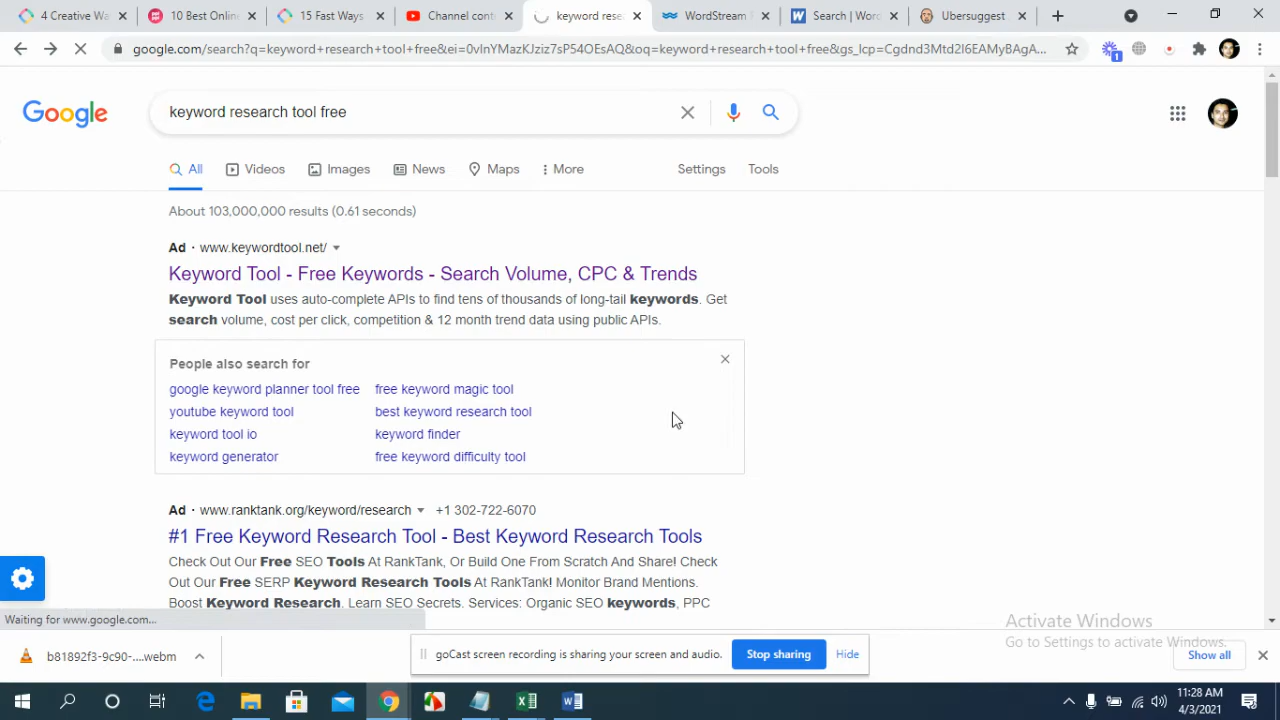 4 Creative Wa
10 Best Onlin
15 Fast Ways
Channel cont
keyword rese
WordStream
Search | Wor
Ubersuggest
google.com/search?q=keyword+research+tool+free&ei=0vlnYMazKJziz7sP54OEsAQ&oq=keyword+research+tool+free&gs_lcp=Cgdnd3Mtd2l6EAMyBAgA...
1
Google
keyword research tool free
All Videos Images News Maps More Settings Tools
About 103,000,000 results (0.61 seconds)
Ad · www.keywordtool.net/
Keyword Tool - Free Keywords - Search Volume, CPC & Trends
Keyword Tool uses auto-complete APIs to find tens of thousands of long-tail keywords. Get
search volume, cost per click, competition & 12 month trend data using public APIs.
People also search for
google keyword planner tool free free keyword magic tool
youtube keyword tool best keyword research tool
keyword tool io keyword finder
keyword generator free keyword difficulty tool
Ad · www.ranktank.org/keyword/research +1 302-722-6070
#1 Free Keyword Research Tool - Best Keyword Research Tools
Check Out Our Free SEO Tools At RankTank, Or Build One From Scratch And Share! Check
Out Our Free SERP Keyword Research Tools At RankTank! Monitor Brand Mentions.
Boost Keyword Research. Learn SEO Secrets. Services: Organic SEO keywords, PPC
Waiting for www.google.com...
Activate Windows
Go to Settings to activate Windows.
b81892f3-9c90-....webm
goCast screen recording is sharing your screen and audio. Stop sharing Hide
Show all
11:28 AM
4/3/2021